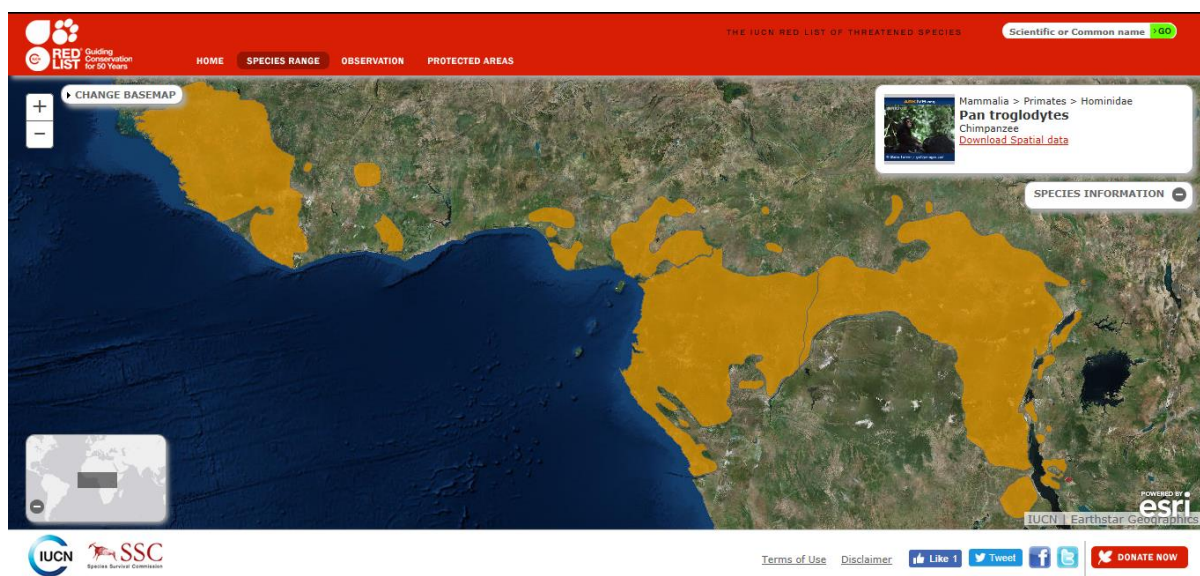 RED LIST
Guiding
Conservation
for 50 Years
THE IUCN RED LIST OF THREATENED SPECIES
Scientific or Common name
›GO
HOME
SPECIES RANGE
OBSERVATION
PROTECTED AREAS
+
CHANGE BASEMAP
−
Mammalia > Primates > Hominidae
Pan troglodytes
Chimpanzee
Download Spatial data
SPECIES INFORMATION
POWERED BY
esri
IUCN | Earthstar Geographics
IUCN
SSC
Species Survival Commission
Terms of Use
Disclaimer
Like 1
Tweet
DONATE NOW